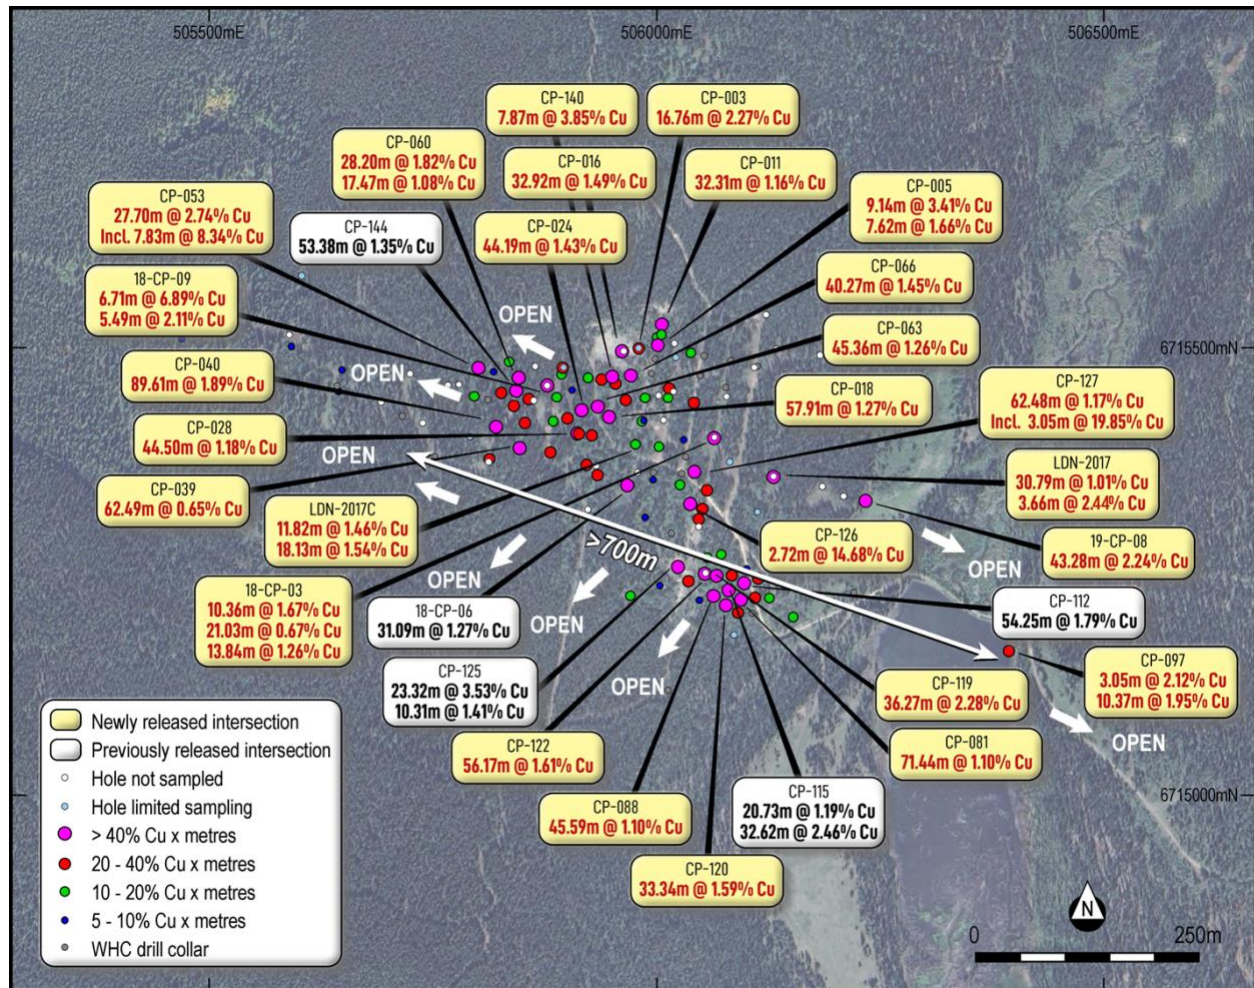 505500mE
506000mE
506500mE
CP-140
7.87m @ 3.85% Cu
CP-003
16.76m @ 2.27% Cu
CP-060
28.20m @ 1.82% Cu
17.47m @ 1.08% Cu
CP-016
32.92m @ 1.49% Cu
CP-011
32.31m @ 1.16% Cu
CP-005
9.14m @ 3.41% Cu
7.62m @ 1.66% Cu
CP-053
27.70m @ 2.74% Cu
Incl. 7.83m @ 8.34% Cu
CP-144
53.38m @ 1.35% Cu
CP-024
44.19m @ 1.43% Cu
CP-066
40.27m @ 1.45% Cu
18-CP-09
6.71m @ 6.89% Cu
5.49m @ 2.11% Cu
OPEN
CP-063
45.36m @ 1.26% Cu
6715500mN
CP-040
89.61m @ 1.89% Cu
OPEN
CP-018
57.91m @ 1.27% Cu
CP-127
62.48m @ 1.17% Cu
Incl. 3.05m @ 19.85% Cu
CP-028
44.50m @ 1.18% Cu
OPEN
LDN-2017
30.79m @ 1.01% Cu
3.66m @ 2.44% Cu
CP-039
62.49m @ 0.65% Cu
LDN-2017C
11.82m @ 1.46% Cu
18.13m @ 1.54% Cu
>700m
CP-126
2.72m @ 14.68% Cu
19-CP-08
43.28m @ 2.24% Cu
OPEN
OPEN
18-CP-03
10.36m @ 1.67% Cu
21.03m @ 0.67% Cu
13.84m @ 1.26% Cu
18-CP-06
31.09m @ 1.27% Cu
OPEN
CP-112
54.25m @ 1.79% Cu
CP-125
23.32m @ 3.53% Cu
10.31m @ 1.41% Cu
OPEN
CP-119
36.27m @ 2.28% Cu
CP-097
3.05m @ 2.12% Cu
10.37m @ 1.95% Cu
OPEN
CP-122
56.17m @ 1.61% Cu
CP-081
71.44m @ 1.10% Cu
CP-088
45.59m @ 1.10% Cu
CP-115
20.73m @ 1.19% Cu
32.62m @ 2.46% Cu
6715000mN
CP-120
33.34m @ 1.59% Cu
Newly released intersection
Previously released intersection
Hole not sampled
Hole limited sampling
> 40% Cu x metres
20 - 40% Cu x metres
10 - 20% Cu x metres
5 - 10% Cu x metres
WHC drill collar
N
0
250m